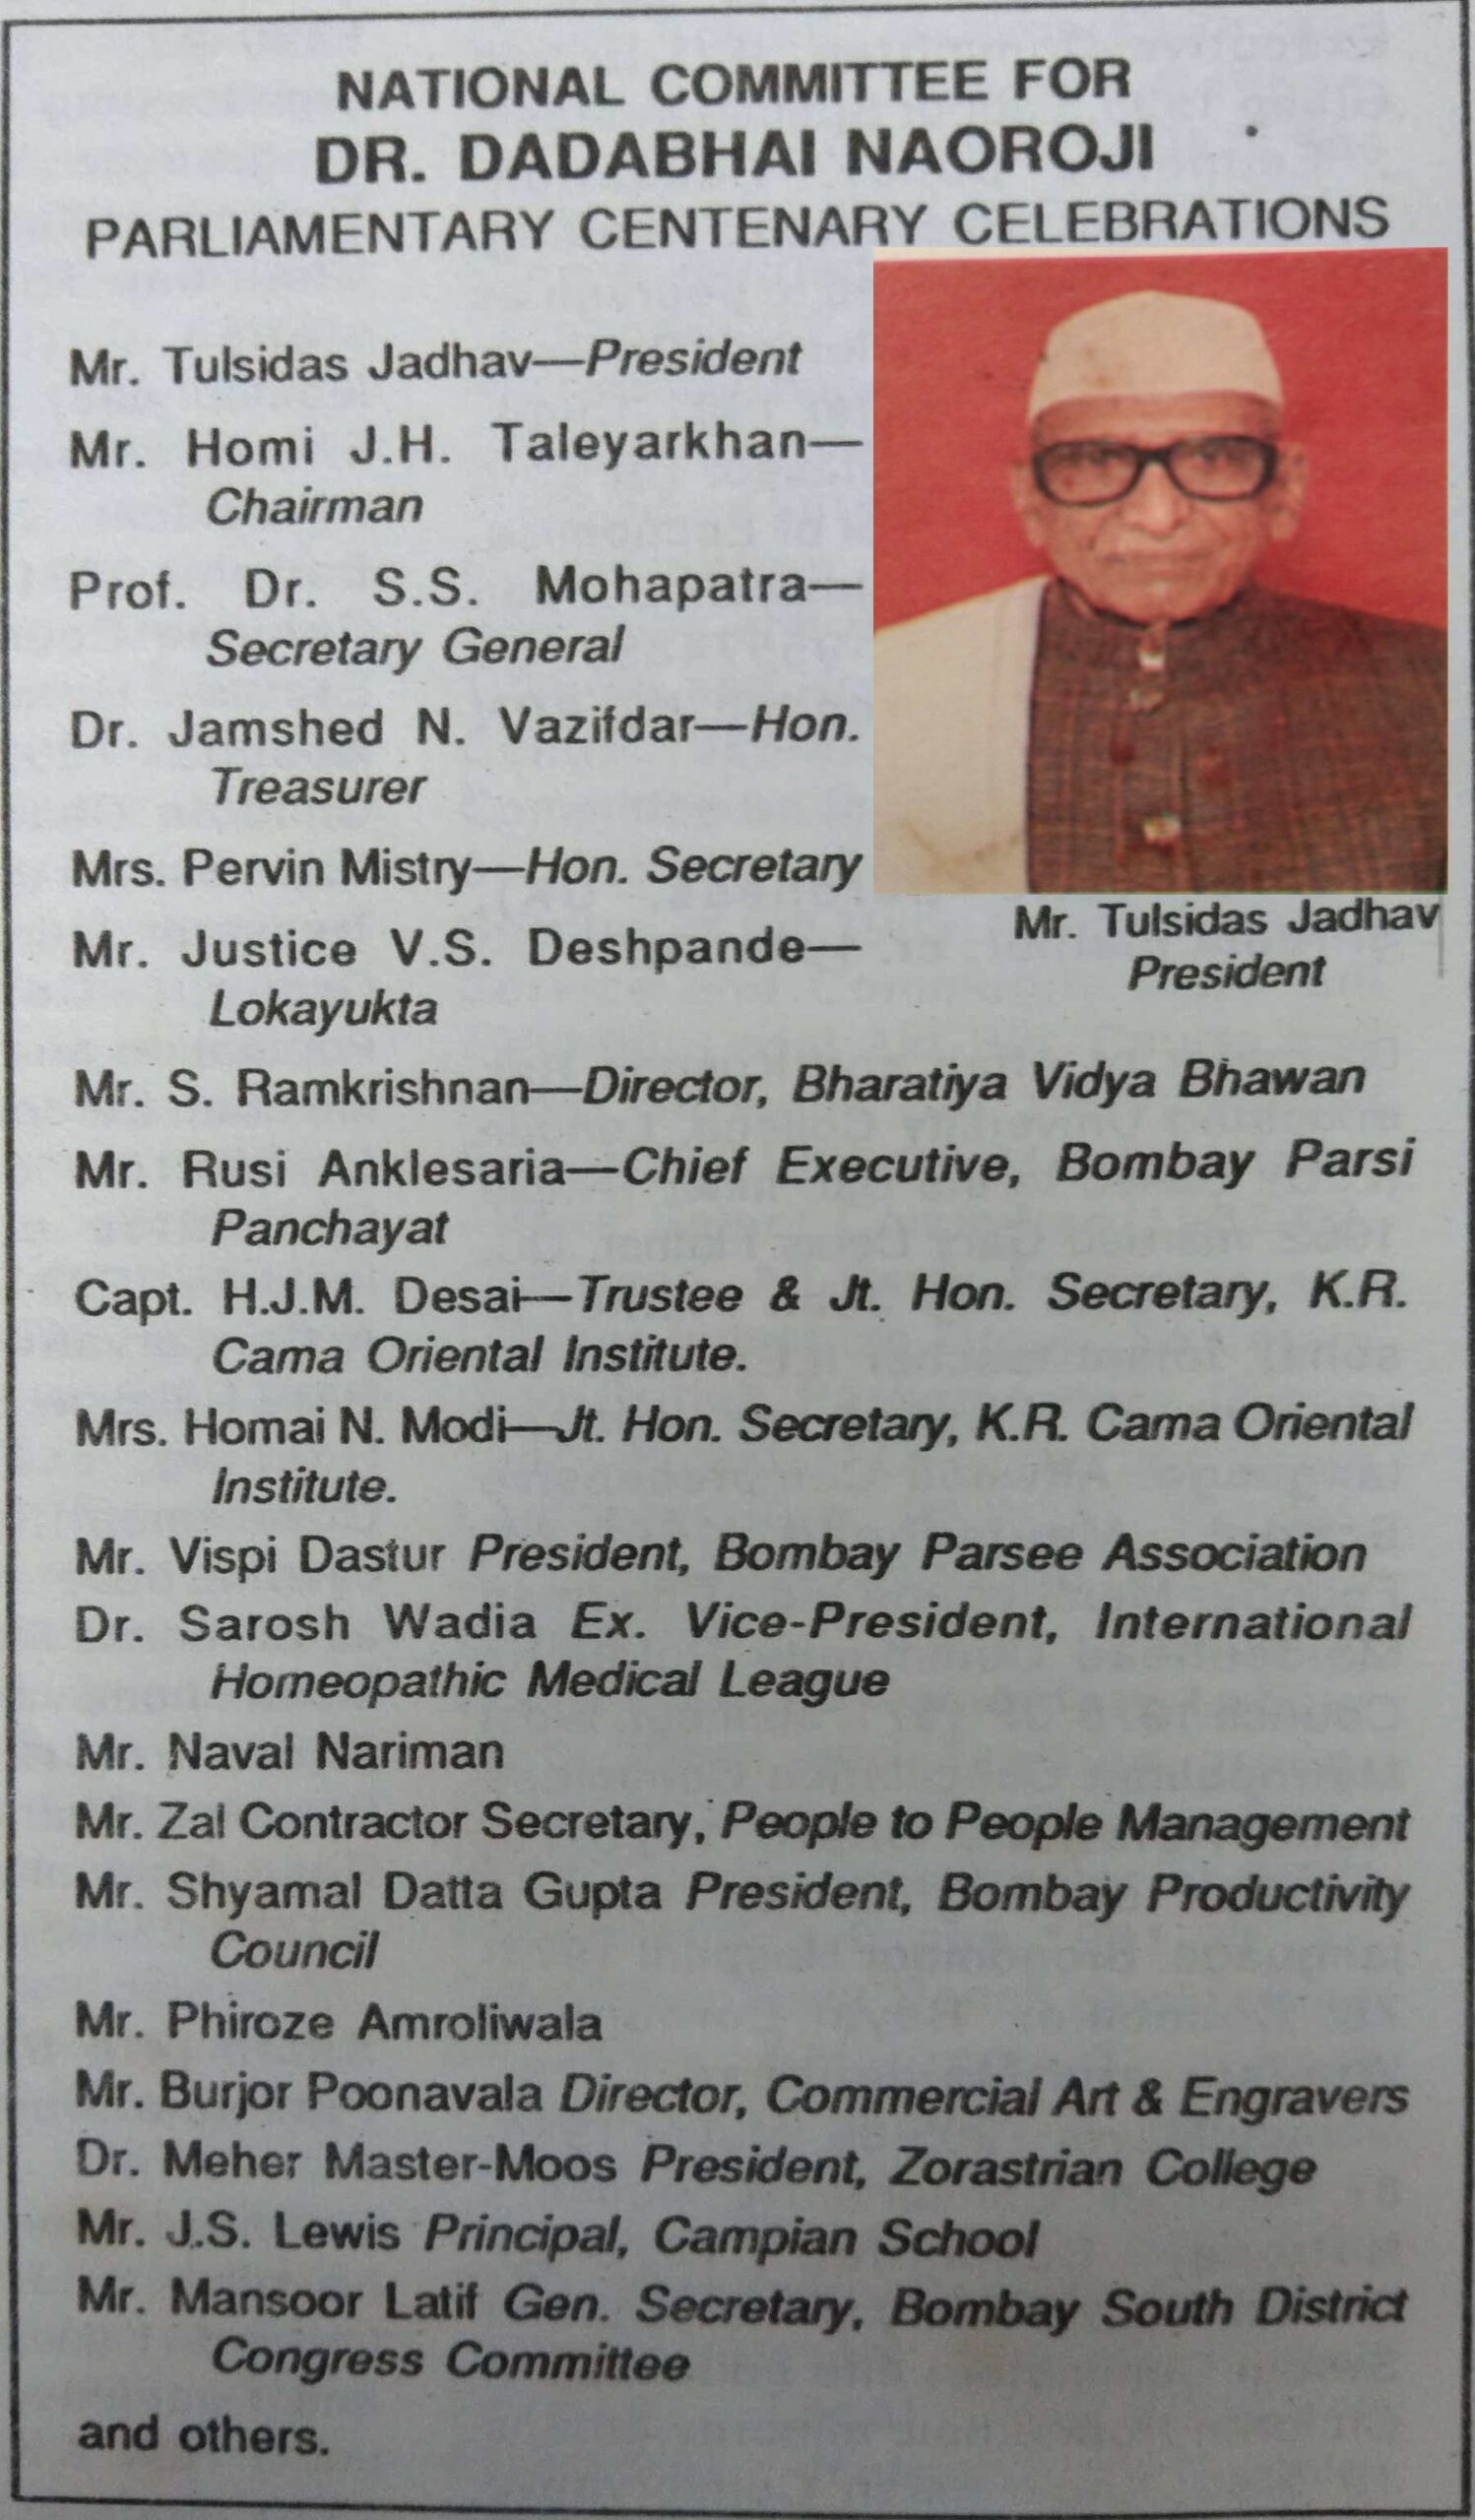 NATIONAL COMMITTEE FOR
DR. DADABHAI NAOROJI
PARLIAMENTARY CENTENARY CELEBRATIONS
Mr. Tulsidas Jadhav—President
Mr. Homi J.H. Taleyarkhan—
Chairman
Prof. Dr. S.S. Mohapatra—
Secretary General
Dr. Jamshed N. Vazifdar—Hon.
Treasurer
Mrs. Pervin Mistry—Hon. Secretary
Mr. Justice V.S. Deshpande—
Lokayukta
Mr. Tulsidas Jadhav
President
Mr. S. Ramkrishnan—Director, Bharatiya Vidya Bhawan
Mr. Rusi Anklesaria—Chief Executive, Bombay Parsi
Panchayat
Capt. H.J.M. Desai—Trustee & Jt. Hon. Secretary, K.R.
Cama Oriental Institute.
Mrs. Homai N. Modi—Jt. Hon. Secretary, K.R. Cama Oriental
Institute.
Mr. Vispi Dastur President, Bombay Parsee Association
Dr. Sarosh Wadia Ex. Vice-President, International
Homeopathic Medical League
Mr. Naval Nariman
Mr. Zal Contractor Secretary, People to People Management
Mr. Shyamal Datta Gupta President, Bombay Productivity
Council
Mr. Phiroze Amroliwala
Mr. Burjor Poonavala Director, Commercial Art & Engravers
Dr. Meher Master-Moos President, Zorastrian College
Mr. J.S. Lewis Principal, Campian School
Mr. Mansoor Latif Gen. Secretary, Bombay South District
Congress Committee
and others.